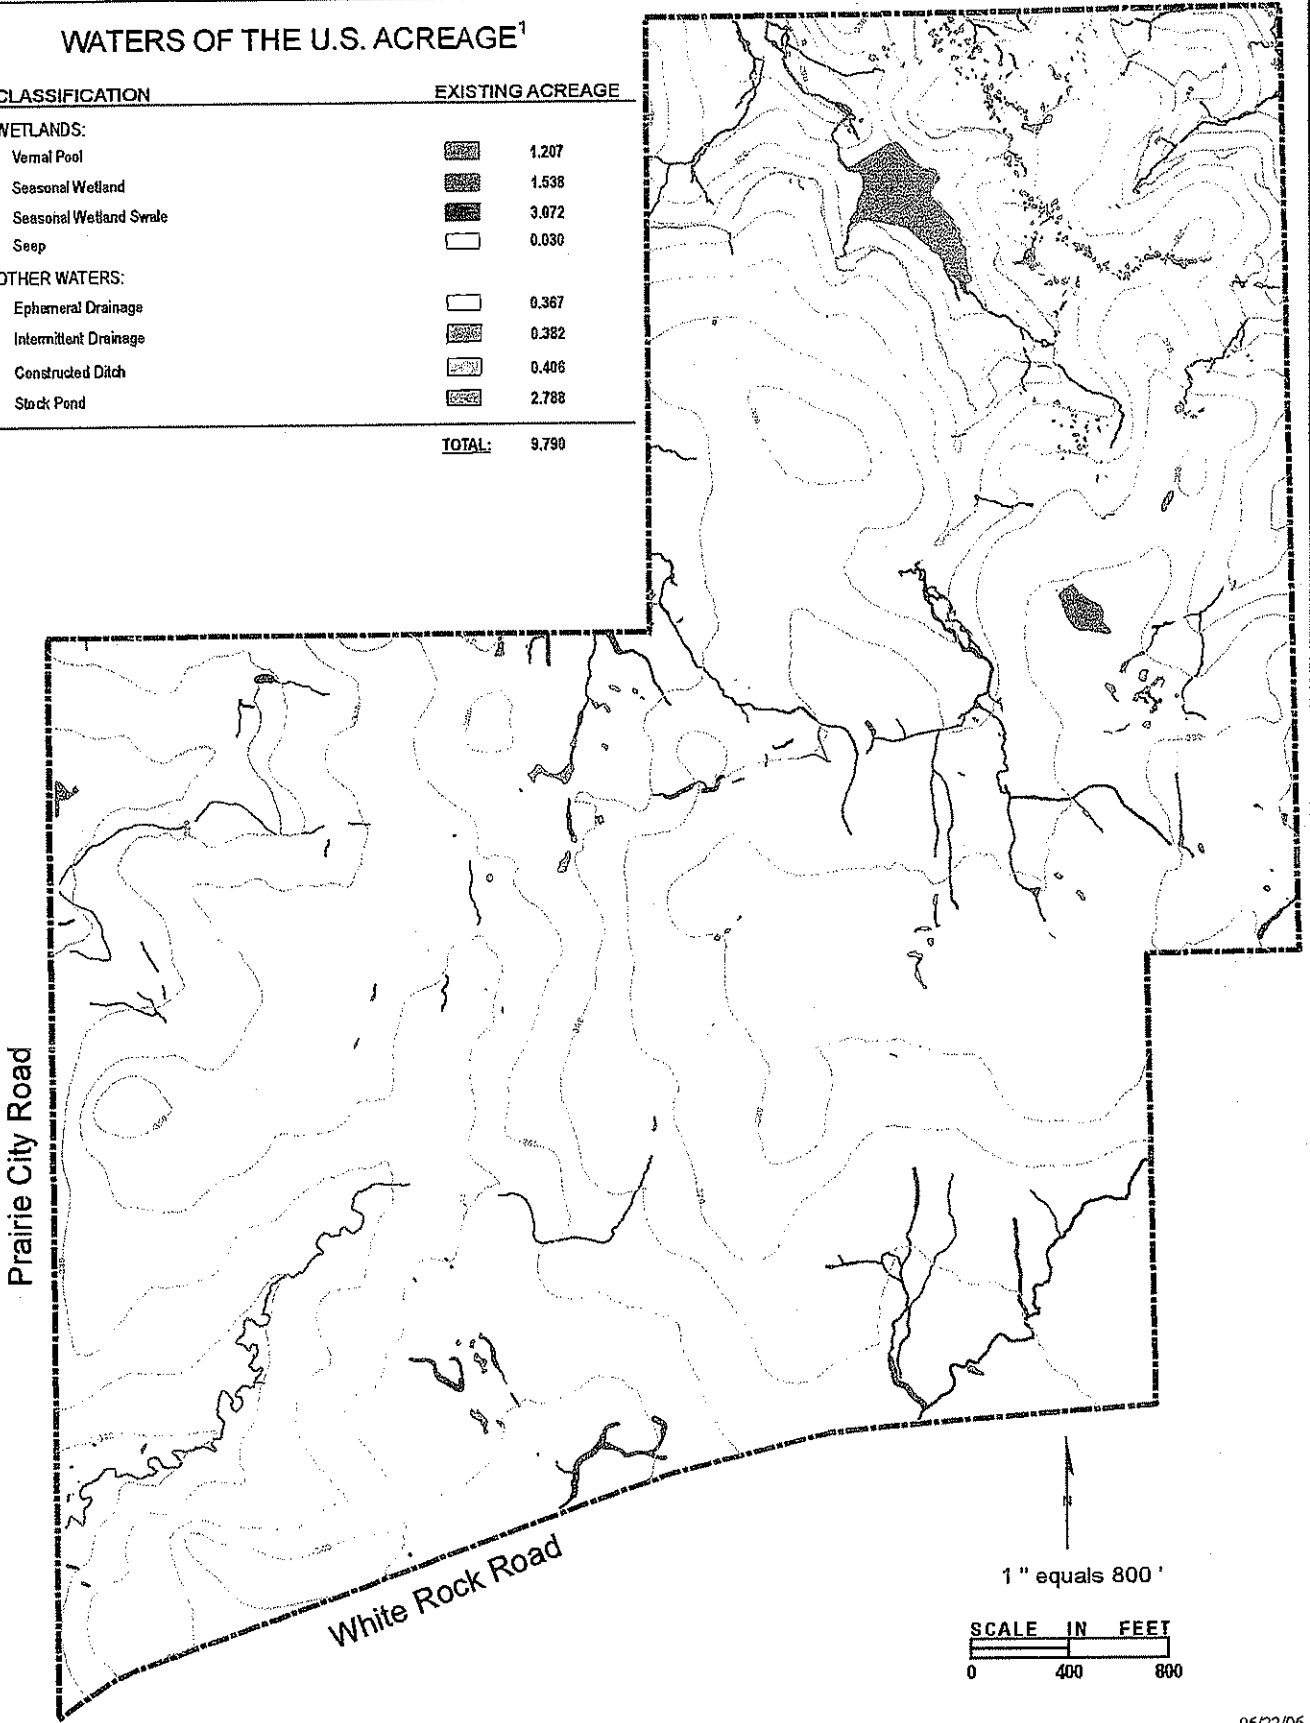 WATERS OF THE U.S. ACREAGE¹
CLASSIFICATION EXISTING ACREAGE
WETLANDS:
Vernal Pool 1.207
Seasonal Wetland 1.538
Seasonal Wetland Swale 3.072
Seep 0.030
OTHER WATERS:
Ephemeral Drainage 0.367
Intermittent Drainage 0.382
Constructed Ditch 0.406
Stock Pond 2.788
TOTAL: 9.790
Prairie City Road
White Rock Road
N
1 " equals 800 '
SCALE IN FEET
0 400 800